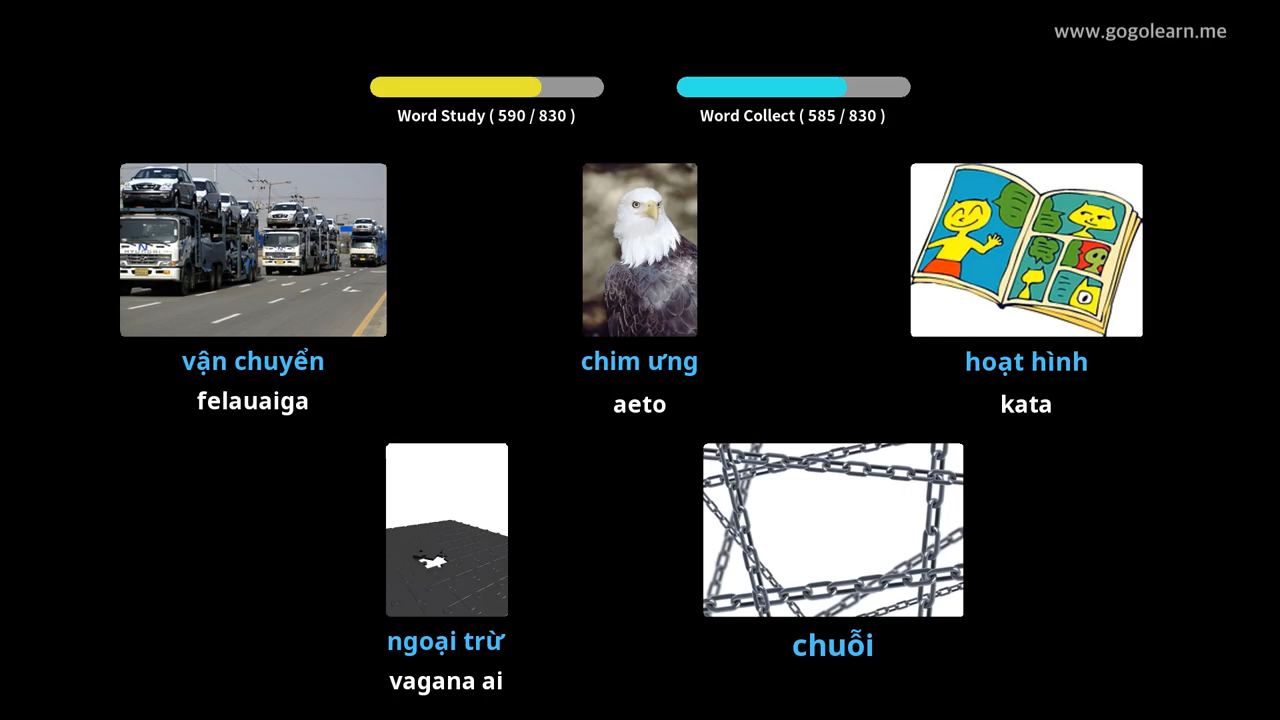 www.gogolearn.me
Word Study ( 590 / 830 )
Word Collect ( 585 / 830 )
vận chuyển
felauaiga
chim ưng
aeto
hoạt hình
kata
ngoại trừ
vagana ai
chuỗi